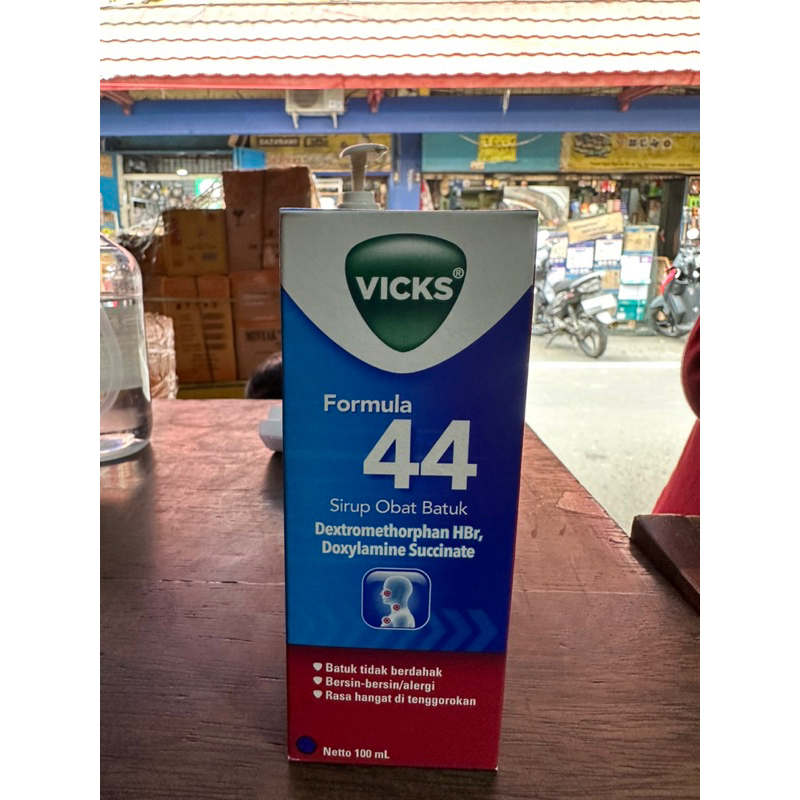 VICKS®
Formula
44
Sirup Obat Batuk
Dextromethorphan HBr,
Doxylamine Succinate
Batuk tidak berdahak
Bersin-bersin/alergi
Rasa hangat di tenggorokan
Netto 100 mL